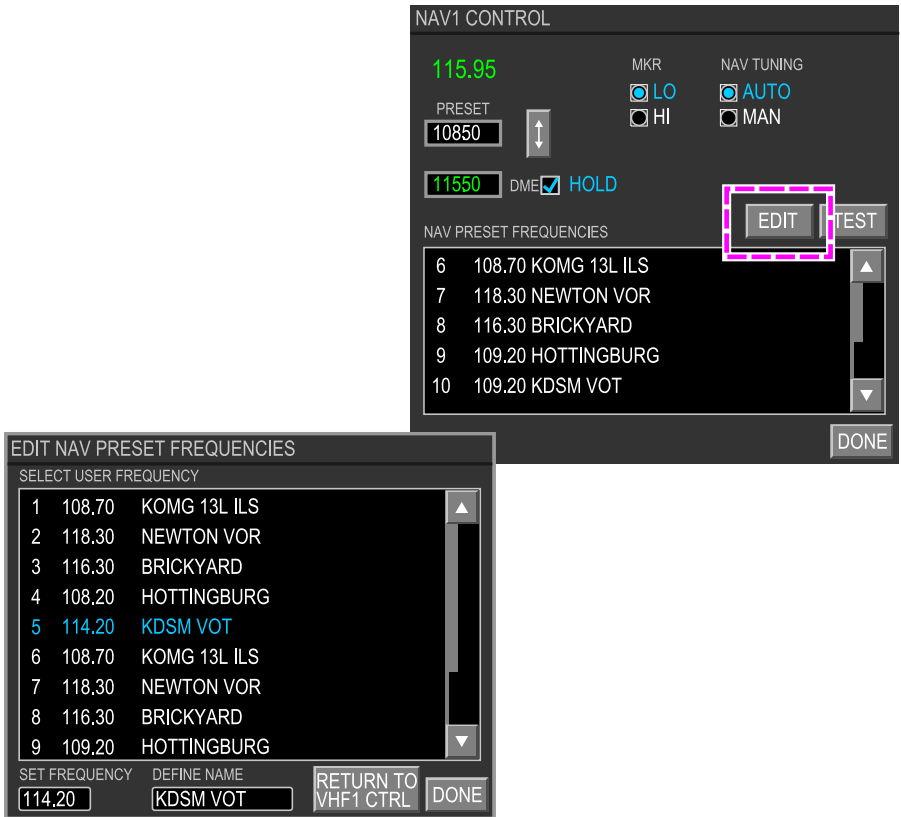 NAV1 CONTROL
115.95
MKR
NAV TUNING
LO
AUTO
HI
MAN
PRESET
10850
11550 DME HOLD
EDIT
TEST
NAV PRESET FREQUENCIES
6 108.70 KOMG 13L ILS
7 118.30 NEWTON VOR
8 116.30 BRICKYARD
9 109.20 HOTTINGBURG
10 109.20 KDSM VOT
DONE
EDIT NAV PRESET FREQUENCIES
SELECT USER FREQUENCY
1 108.70 KOMG 13L ILS
2 118.30 NEWTON VOR
3 116.30 BRICKYARD
4 108.20 HOTTINGBURG
5 114.20 KDSM VOT
6 108.70 KOMG 13L ILS
7 118.30 NEWTON VOR
8 116.30 BRICKYARD
9 109.20 HOTTINGBURG
SET FREQUENCY
114.20
DEFINE NAME
KDSM VOT
RETURN TO
VHF1 CTRL
DONE